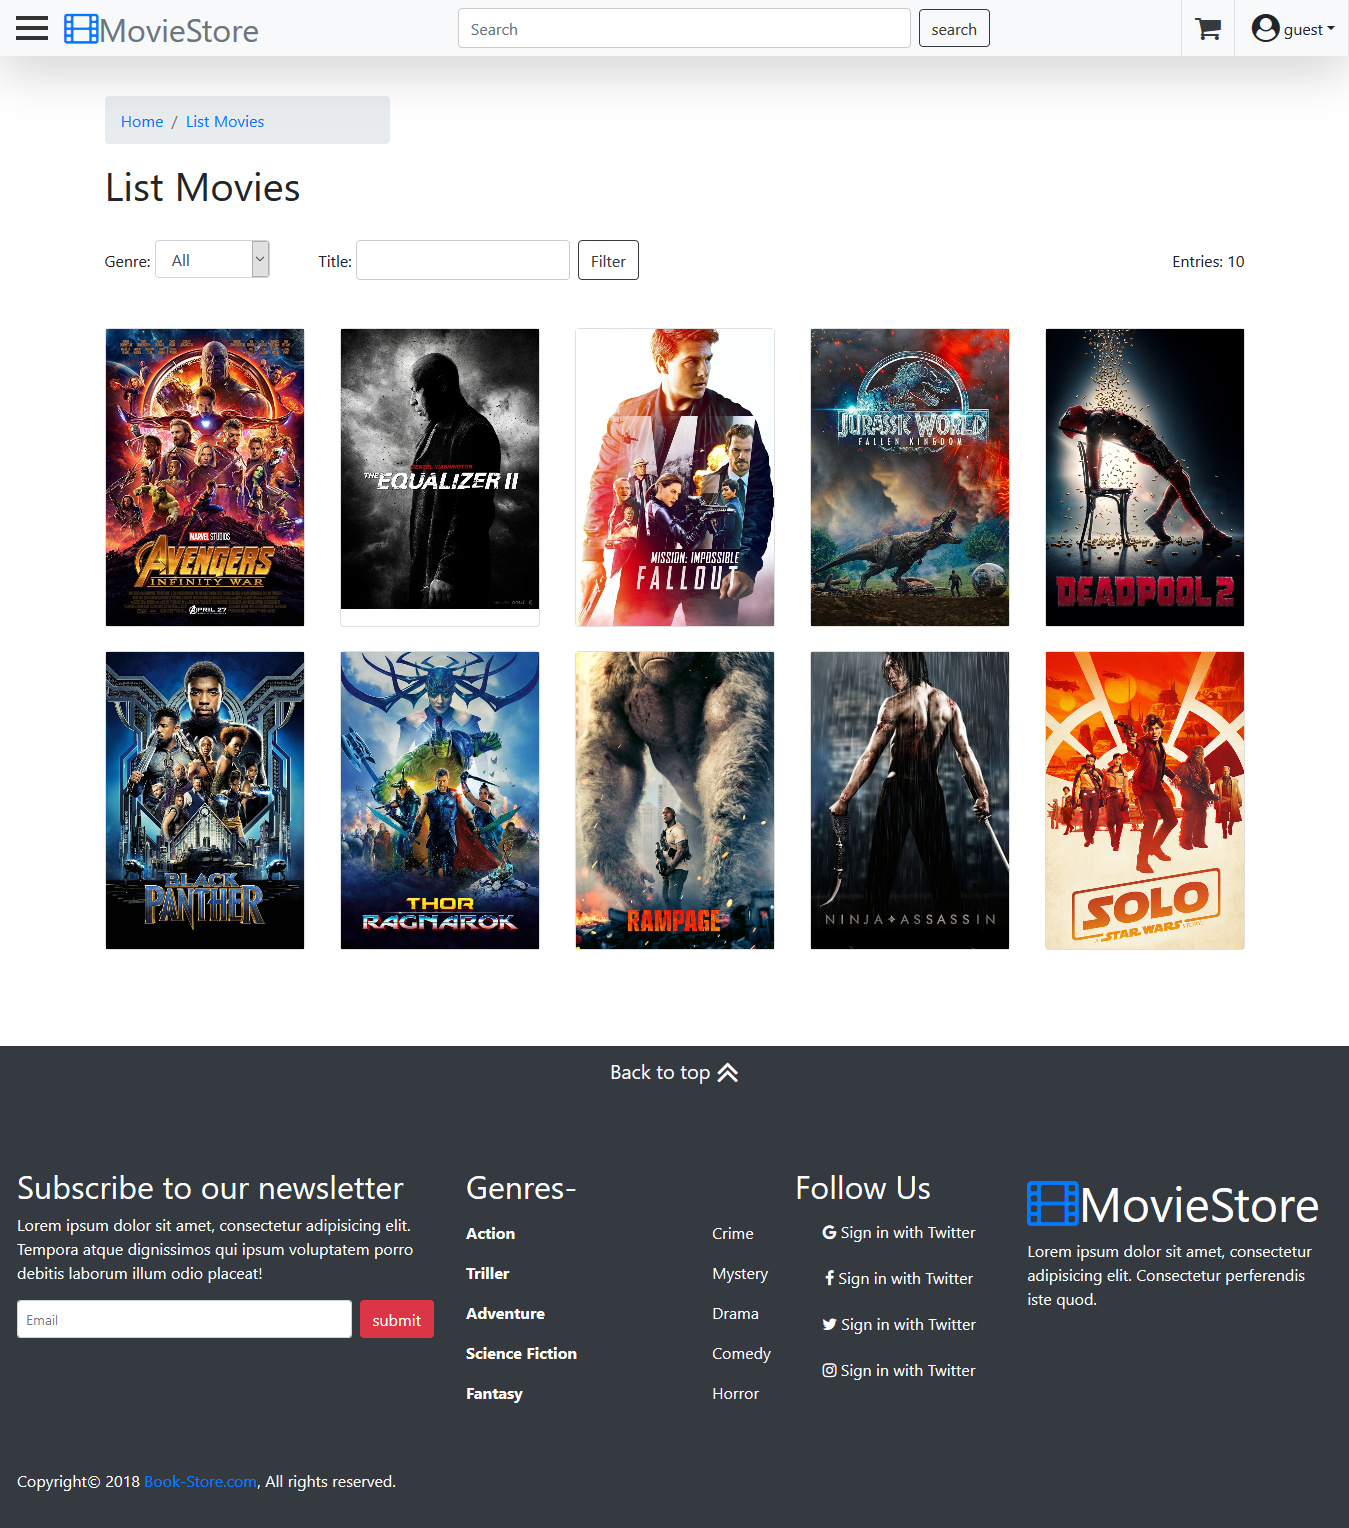 MovieStore
Search
search
guest
Home / List Movies
List Movies
Genre: All
Title:
Filter
Entries: 10
MARVEL STUDIOS
AVENGERS
INFINITY WAR
APRIL 27
DENZEL WASHINGTON
THE EQUALIZER II
MISSION: IMPOSSIBLE
FALLOUT
JURASSIC WORLD
FALLEN KINGDOM
DEADPOOL 2
BLACK
PANTHER
THOR
RAGNAROK
RAMPAGE
NINJA ASSASSIN
SOLO
A STAR WARS STORY
Back to top
Subscribe to our newsletter
Lorem ipsum dolor sit amet, consectetur adipisicing elit.
Tempora atque dignissimos qui ipsum voluptatem porro
debitis laborum illum odio placeat!
Email
submit
Genres-
Action
Crime
Triller
Mystery
Adventure
Drama
Science Fiction
Comedy
Fantasy
Horror
Follow Us
Sign in with Twitter
Sign in with Twitter
Sign in with Twitter
Sign in with Twitter
MovieStore
Lorem ipsum dolor sit amet, consectetur
adipisicing elit. Consectetur perferendis
iste quod.
Copyright© 2018 Book-Store.com, All rights reserved.